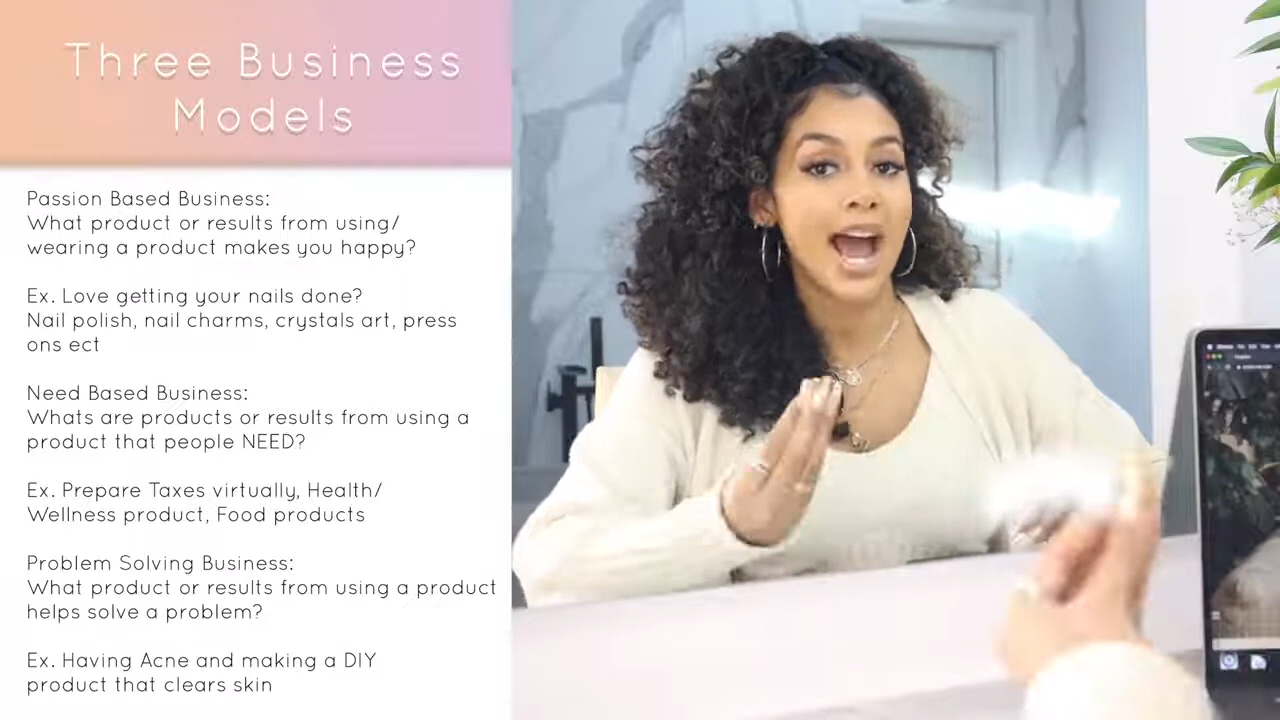 Three Business
Models
Passion Based Business:
What product or results from using/
wearing a product makes you happy?
Ex. Love getting your nails done?
Nail polish, nail charms, crystals art, press
ons ect
Need Based Business:
Whats are products or results from using a
product that people NEED?
Ex. Prepare Taxes virtually, Health/
Wellness product, Food products
Problem Solving Business:
What product or results from using a product
helps solve a problem?
Ex. Having Acne and making a DIY
product that clears skin